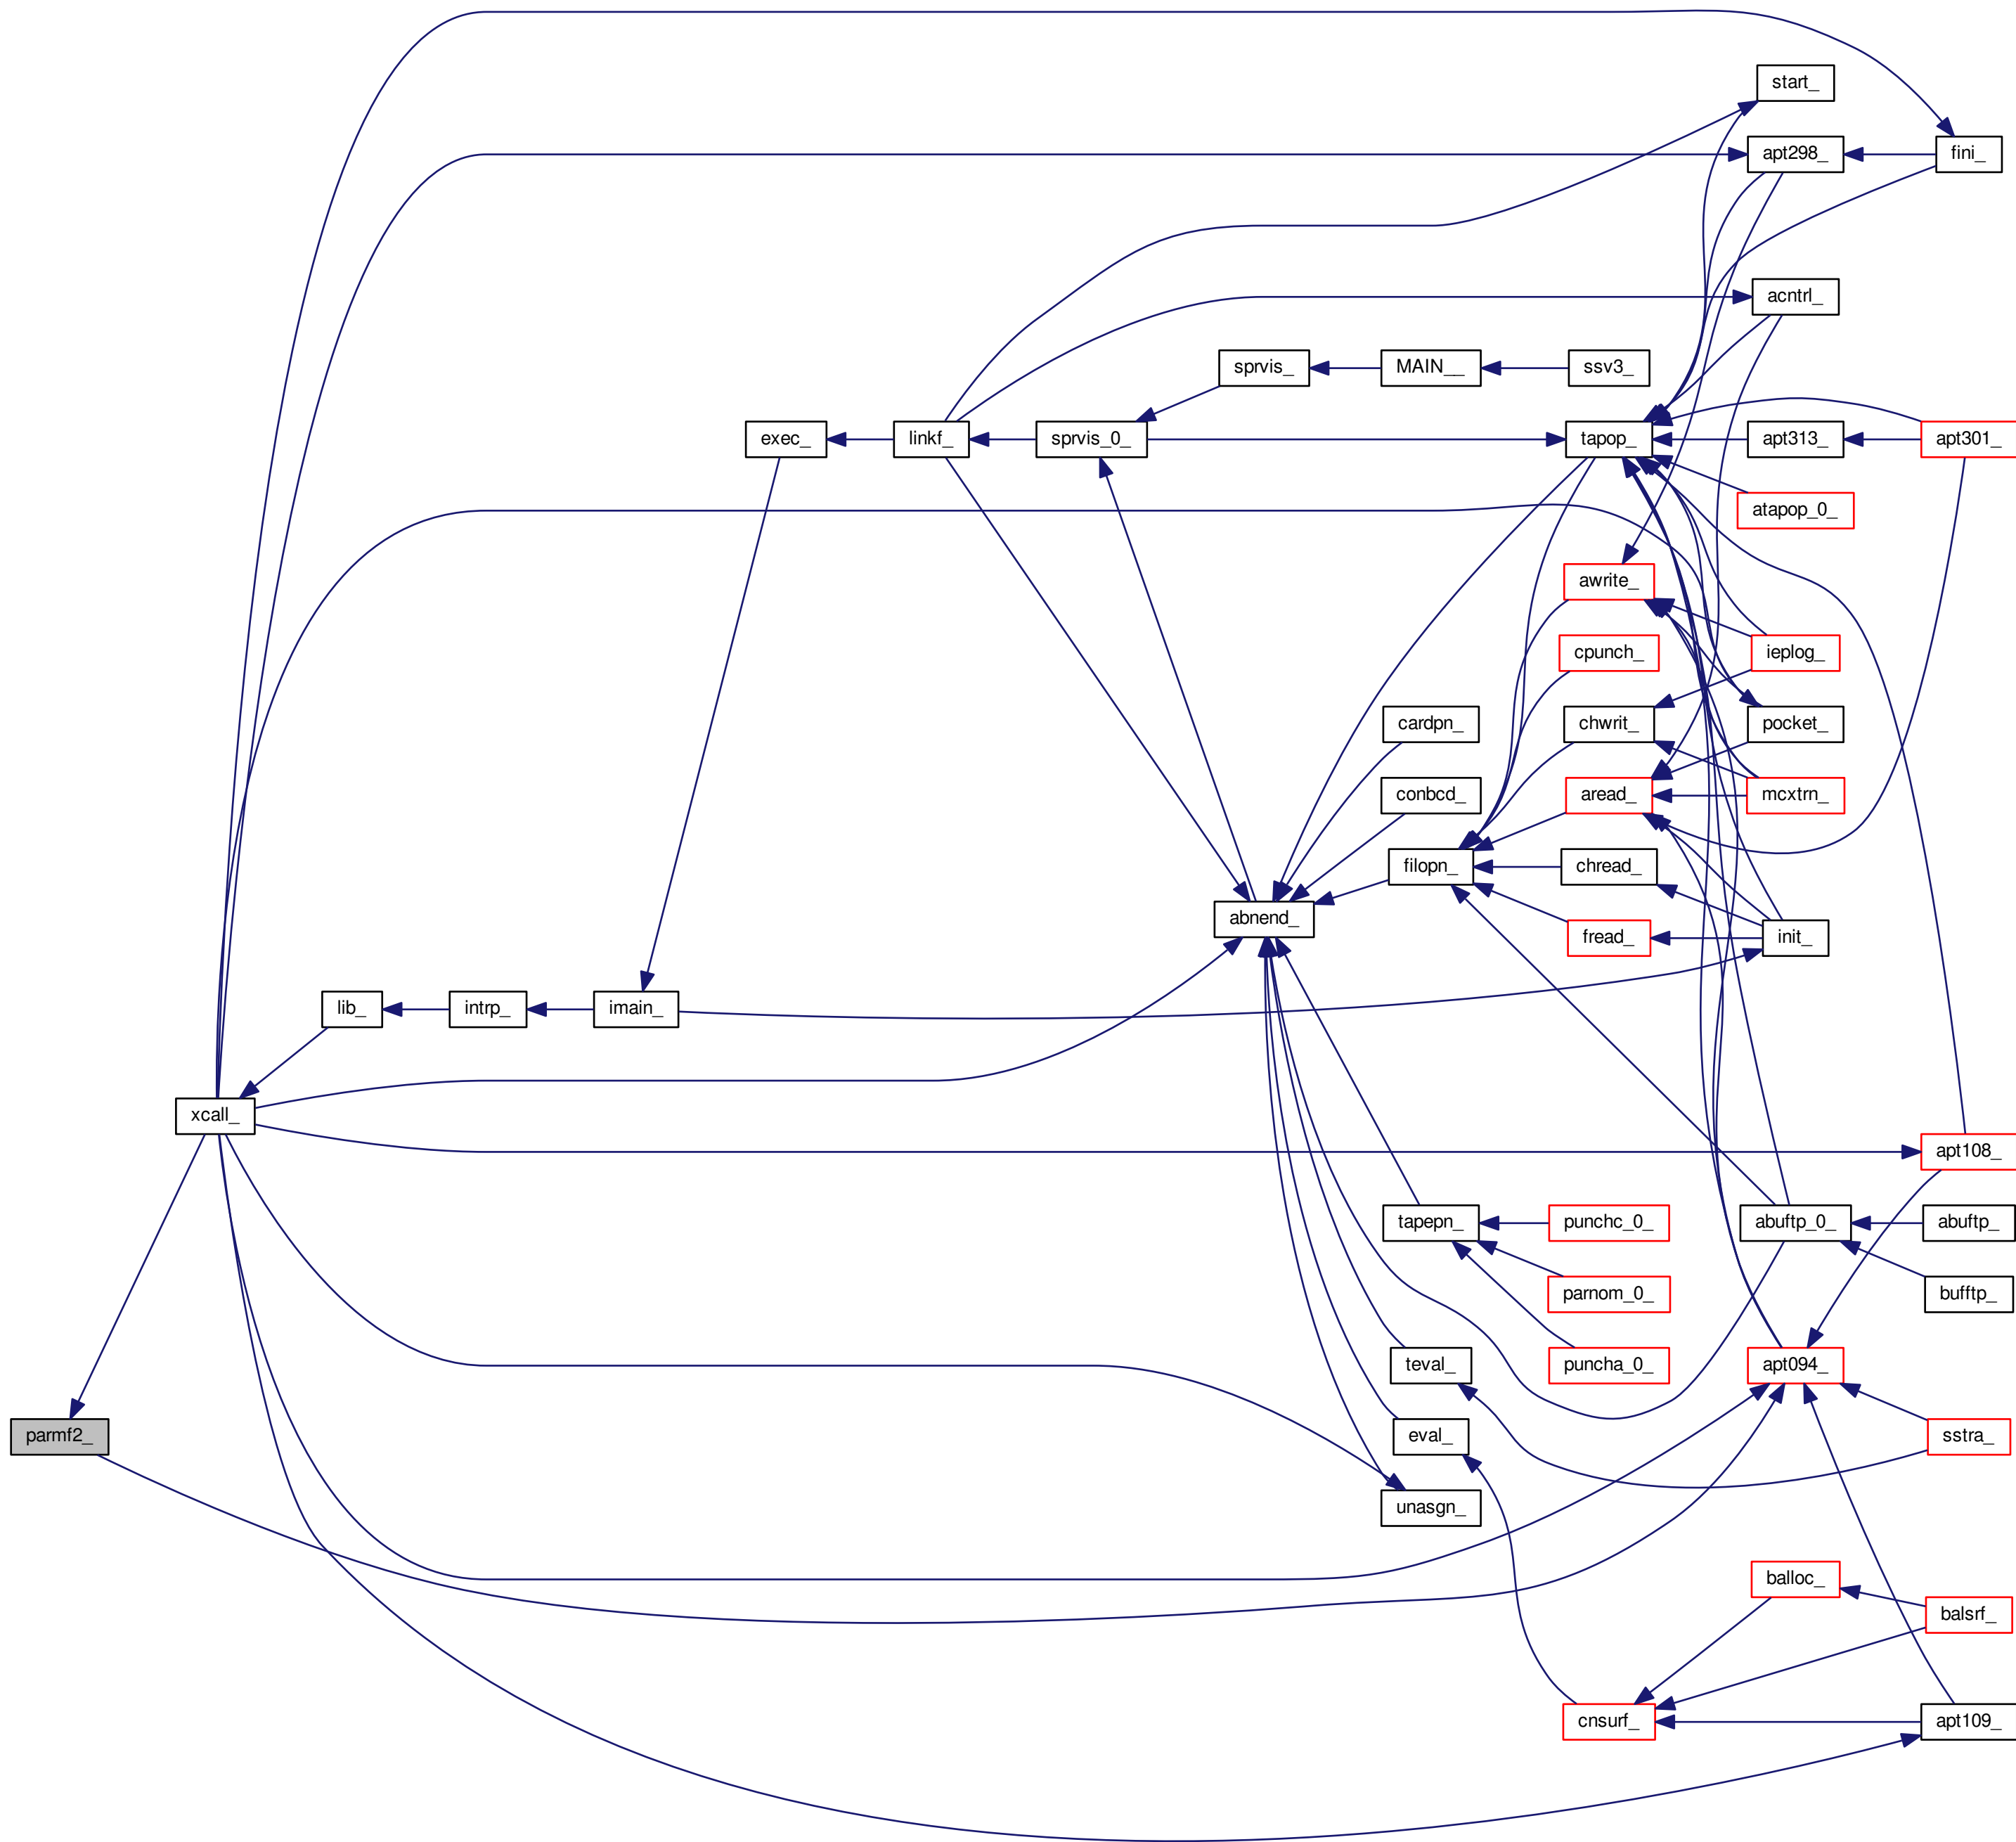 start_
apt298_
fini_
acntrl_
sprvis_
MAIN__
ssv3_
exec_
linkf_
sprvis_0_
tapop_
apt313_
apt301_
atapop_0_
awrite_
cpunch_
ieplog_
cardpn_
chwrit_
pocket_
conbcd_
aread_
mcxtrn_
filopn_
chread_
abnend_
fread_
init_
lib_
intrp_
imain_
xcall_
apt108_
tapepn_
punchc_0_
abuftp_0_
abuftp_
parnom_0_
bufftp_
teval_
puncha_0_
apt094_
parmf2_
eval_
sstra_
unasgn_
balloc_
balsrf_
cnsurf_
apt109_